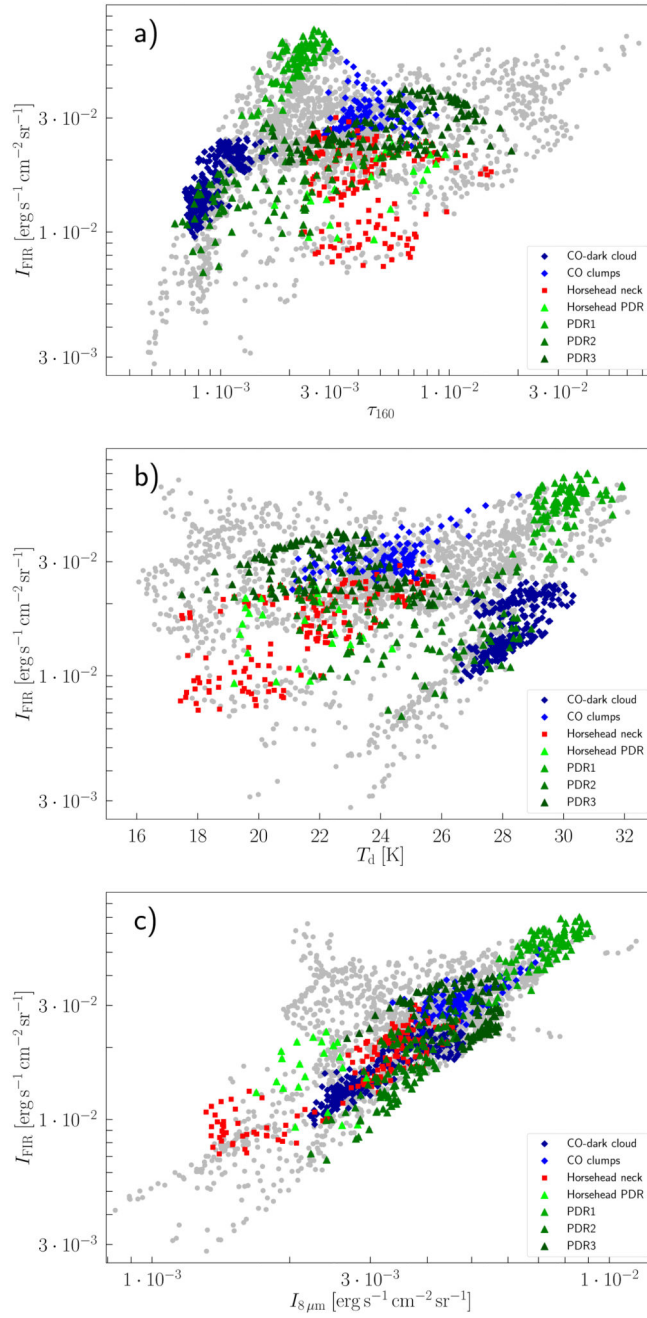 a)
I_FIR [erg s⁻¹ cm⁻² sr⁻¹]
3 · 10⁻²
1 · 10⁻²
3 · 10⁻³
CO-dark cloud
CO clumps
Horsehead neck
Horsehead PDR
PDR1
PDR2
PDR3
1 · 10⁻³ 3 · 10⁻³ 1 · 10⁻² 3 · 10⁻²
τ₁₆₀
b)
I_FIR [erg s⁻¹ cm⁻² sr⁻¹]
3 · 10⁻²
1 · 10⁻²
3 · 10⁻³
CO-dark cloud
CO clumps
Horsehead neck
Horsehead PDR
PDR1
PDR2
PDR3
16 18 20 22 24 26 28 30 32
T_d [K]
c)
I_FIR [erg s⁻¹ cm⁻² sr⁻¹]
3 · 10⁻²
1 · 10⁻²
3 · 10⁻³
CO-dark cloud
CO clumps
Horsehead neck
Horsehead PDR
PDR1
PDR2
PDR3
1 · 10⁻³ 3 · 10⁻³ 1 · 10⁻²
I_8 μm [erg s⁻¹ cm⁻² sr⁻¹]